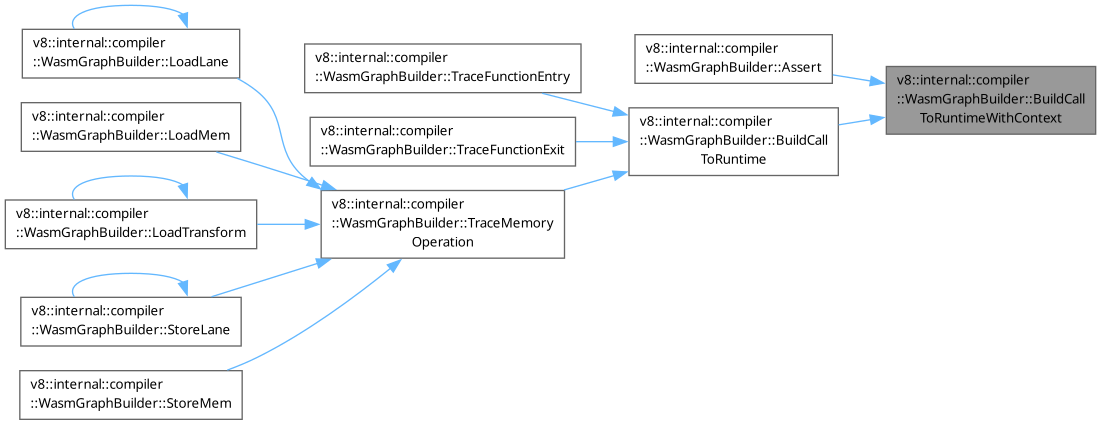 v8::internal::compiler
::WasmGraphBuilder::LoadLane
v8::internal::compiler
::WasmGraphBuilder::LoadMem
v8::internal::compiler
::WasmGraphBuilder::LoadTransform
v8::internal::compiler
::WasmGraphBuilder::StoreLane
v8::internal::compiler
::WasmGraphBuilder::StoreMem
v8::internal::compiler
::WasmGraphBuilder::TraceFunctionEntry
v8::internal::compiler
::WasmGraphBuilder::TraceFunctionExit
v8::internal::compiler
::WasmGraphBuilder::TraceMemory
Operation
v8::internal::compiler
::WasmGraphBuilder::Assert
v8::internal::compiler
::WasmGraphBuilder::BuildCall
ToRuntime
v8::internal::compiler
::WasmGraphBuilder::BuildCall
ToRuntimeWithContext